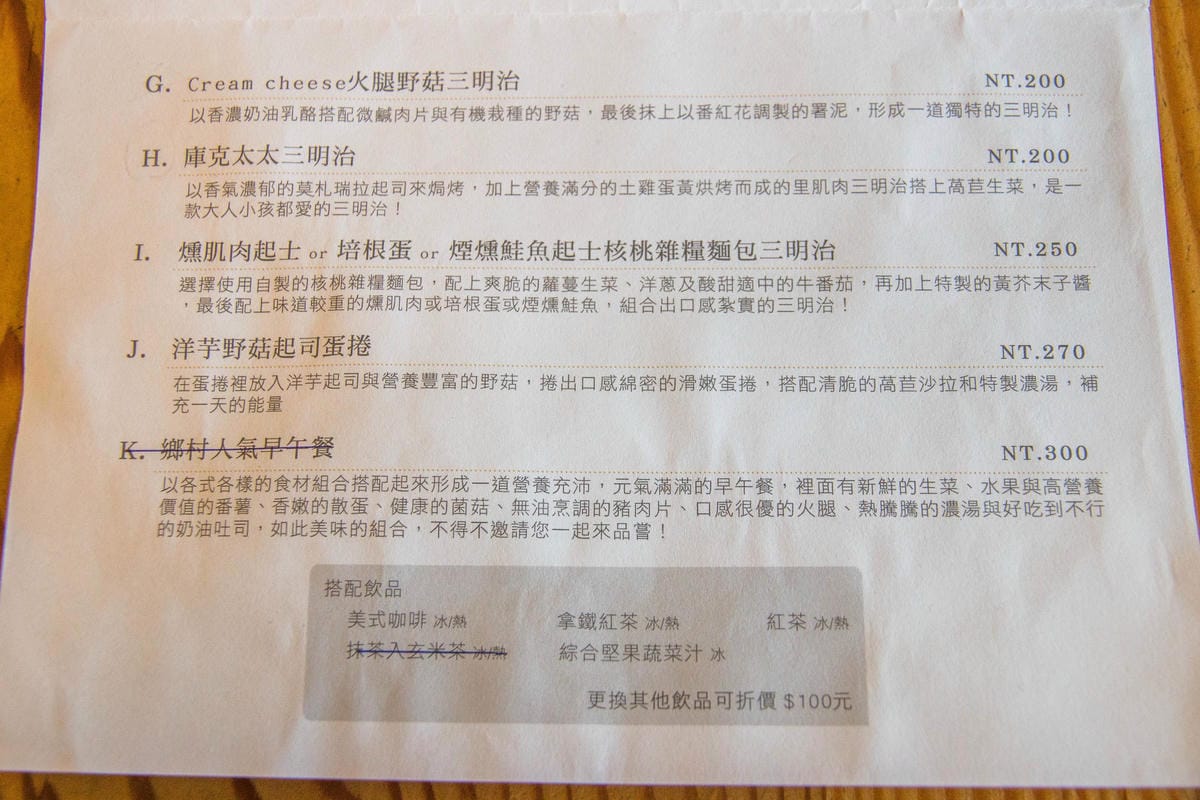 G. Cream cheese火腿野菇三明治 NT.200
以香濃奶油乳酪搭配微鹹肉片與有機栽種的野菇，最後抹上以番紅花調製的署泥，形成一道獨特的三明治！
H. 庫克太太三明治 NT.200
以香氣濃郁的莫札瑞拉起司來焗烤，加上營養滿分的土雞蛋黃烘烤而成的里肌肉三明治搭上萵苣生菜，是一
款大人小孩都愛的三明治！
I. 燻肌肉起士 or 培根蛋 or 煙燻鮭魚起士核桃雜糧麵包三明治 NT.250
選擇使用自製的核桃雜糧麵包，配上爽脆的蘿蔓生菜、洋蔥及酸甜適中的牛番茄，再加上特製的黃芥末子醬
，最後配上味道較重的燻肌肉或培根蛋或煙燻鮭魚，組合出口感紮實的三明治！
J. 洋芋野菇起司蛋捲 NT.270
在蛋捲裡放入洋芋起司與營養豐富的野菇，捲出口感綿密的滑嫩蛋捲，搭配清脆的萵苣沙拉和特製濃湯，補
充一天的能量
K. 鄉村人氣早午餐 NT.300
以各式各樣的食材組合搭配起來形成一道營養充沛，元氣滿滿的早午餐，裡面有新鮮的生菜、水果與高營養
價值的番薯、香嫩的散蛋、健康的菌菇、無油烹調的豬肉片、口感很優的火腿、熱騰騰的濃湯與好吃到不行
的奶油吐司，如此美味的組合，不得不邀請您一起來品嘗！
搭配飲品
美式咖啡 冰/熱 拿鐵紅茶 冰/熱 紅茶 冰/熱
抹茶入玄米茶 冰/熱 綜合堅果蔬菜汁 冰
更換其他飲品可折價 $100元